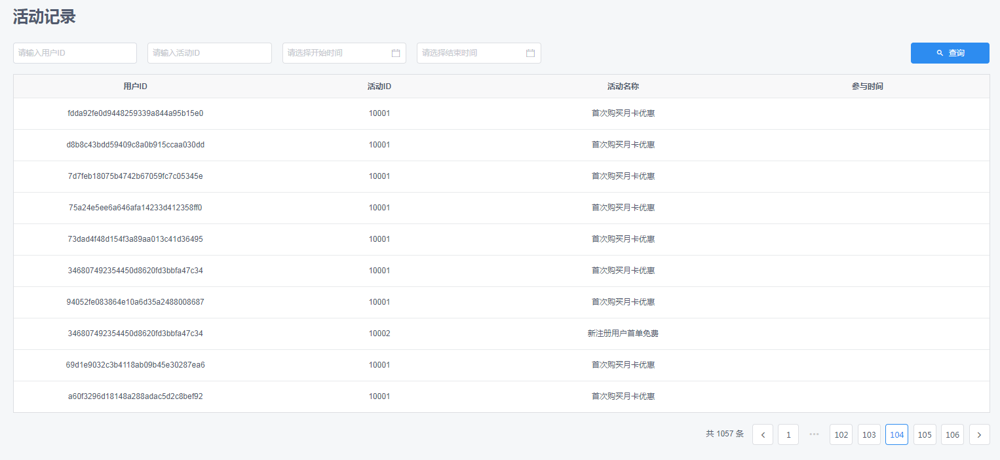 活动记录
请输入用户ID 请输入活动ID 请选择开始时间 请选择结束时间 查询
用户ID 活动ID 活动名称 参与时间
fdda92fe0d9448259339a844a95b15e0 10001 首次购买月卡优惠
d8b8c43bdd59409c8a0b915ccaa030dd 10001 首次购买月卡优惠
7d7feb18075b4742b67059fc7c05345e 10001 首次购买月卡优惠
75a24e5ee6a646afa14233d412358ff0 10001 首次购买月卡优惠
73dad4f48d154f3a89aa013c41d36495 10001 首次购买月卡优惠
346807492354450d8620fd3bbfa47c34 10001 首次购买月卡优惠
94052fe083864e10a6d35a2488008687 10001 首次购买月卡优惠
346807492354450d8620fd3bbfa47c34 10002 新注册用户首单免费
69d1e9032c3b4118ab09b45e30287ea6 10001 首次购买月卡优惠
a60f3296d18148a288adac5d2c8bef92 10001 首次购买月卡优惠
共 1057 条 < 1 ••• 102 103 104 105 106 >